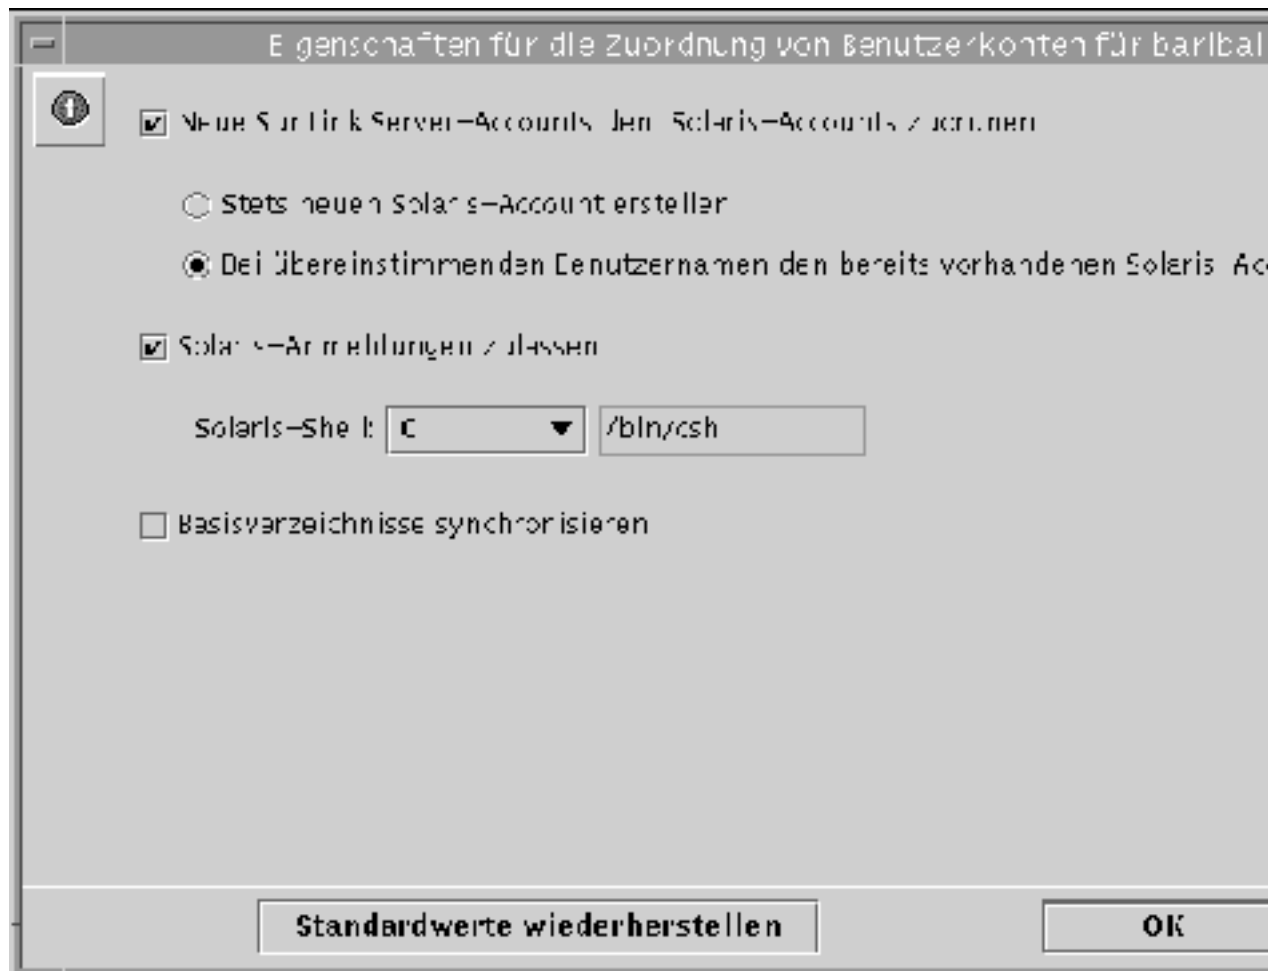 Eigenschaften für die Zuordnung von Benutzerkonten für barlbal
Neue SunLink Server-Accounts den Solaris-Accounts zuordnen
Stets neuen Solaris-Account erstellen
Bei übereinstimmenden Benutzernamen den bereits vorhandenen Solaris-Acc
Solaris-Anmeldungen zulassen
Solaris-Shell: C /bin/csh
Basisverzeichnisse synchronisieren
Standardwerte wiederherstellen OK